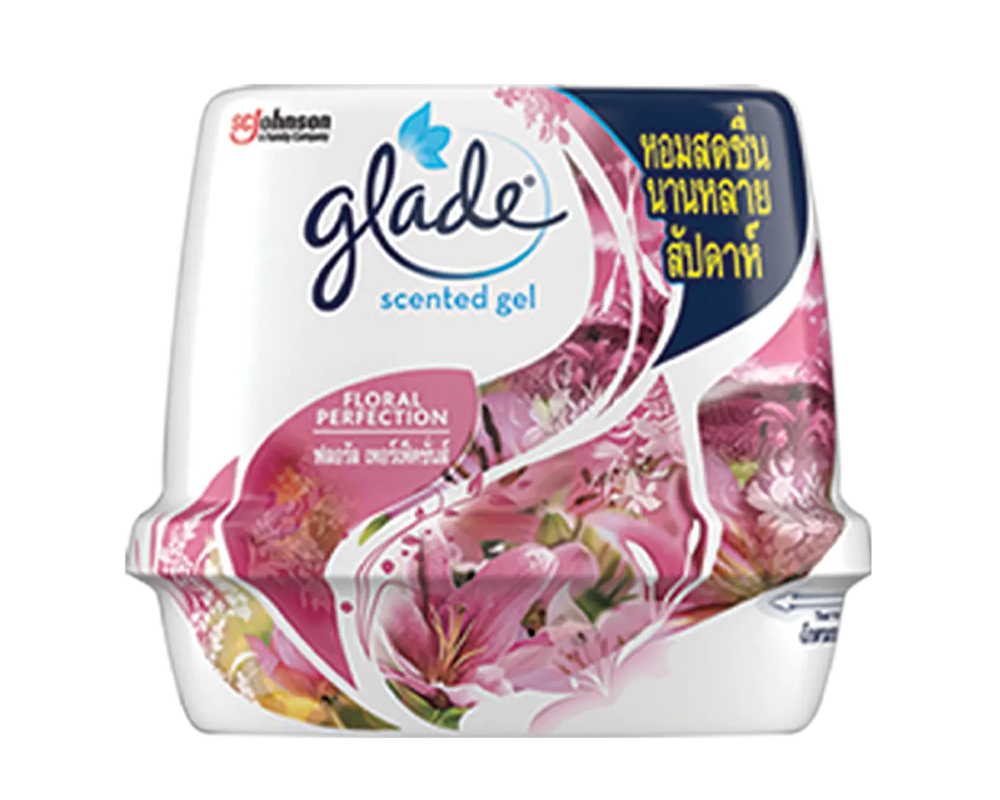 scjohnson
A Family Company
glade®
scented gel
หอมสดชื่น
นานหลาย
สัปดาห์
FLORAL
PERFECTION
ฟลอรัล เพอร์เฟคชั่นส์